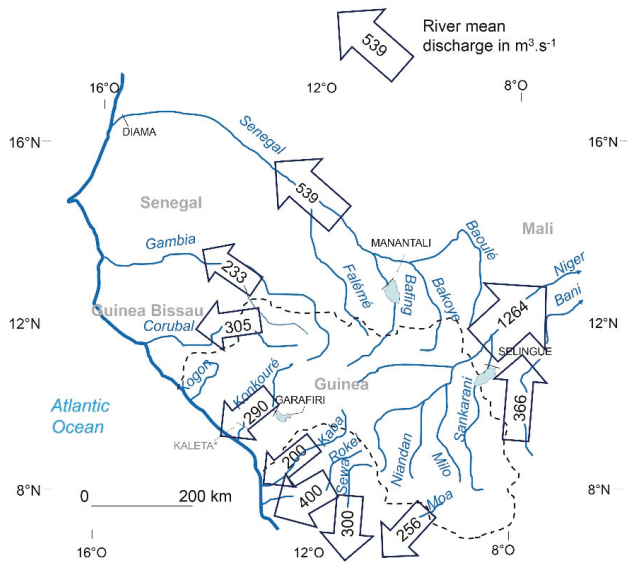 539
River mean
discharge in m³.s⁻¹
16°O
12°O
8°O
16°N
16°N
DIAMA
Senegal
539
Senegal
Mali
Gambia
233
MANANTALI
Baoulé
Niger
Falémé
Bafing
Bakoye
Bani
Guinea Bissau
12°N
Corubal
305
1264
12°N
SELINGUE
Kogon
Konkouré
Guinea
290
GARAFIRI
366
Atlantic
Ocean
KALETA*
Kaba
Rokel
200
Sewa
Niandan
Milo
Sankarani
8°N
0
200 km
400
300
Moa
256
8°N
16°O
12°O
8°O